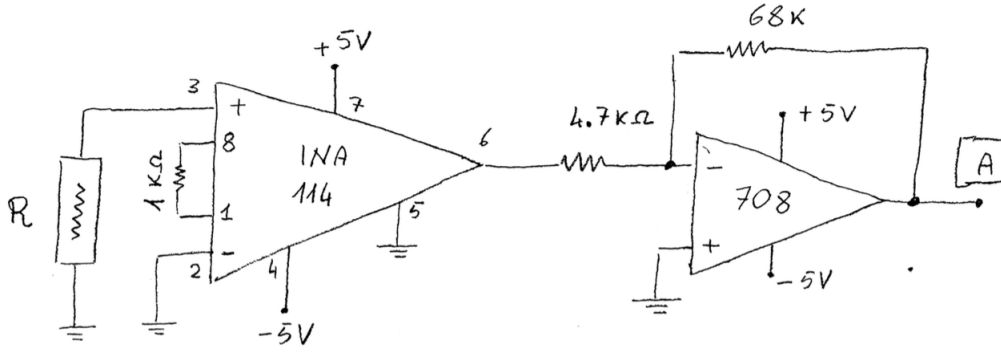 68K
+5V
3
+
7
4.7KΩ
6
+5V
8
1KΩ
INA
114
-
A
R
1
5
708
2
-
4
+
-5V
-5V